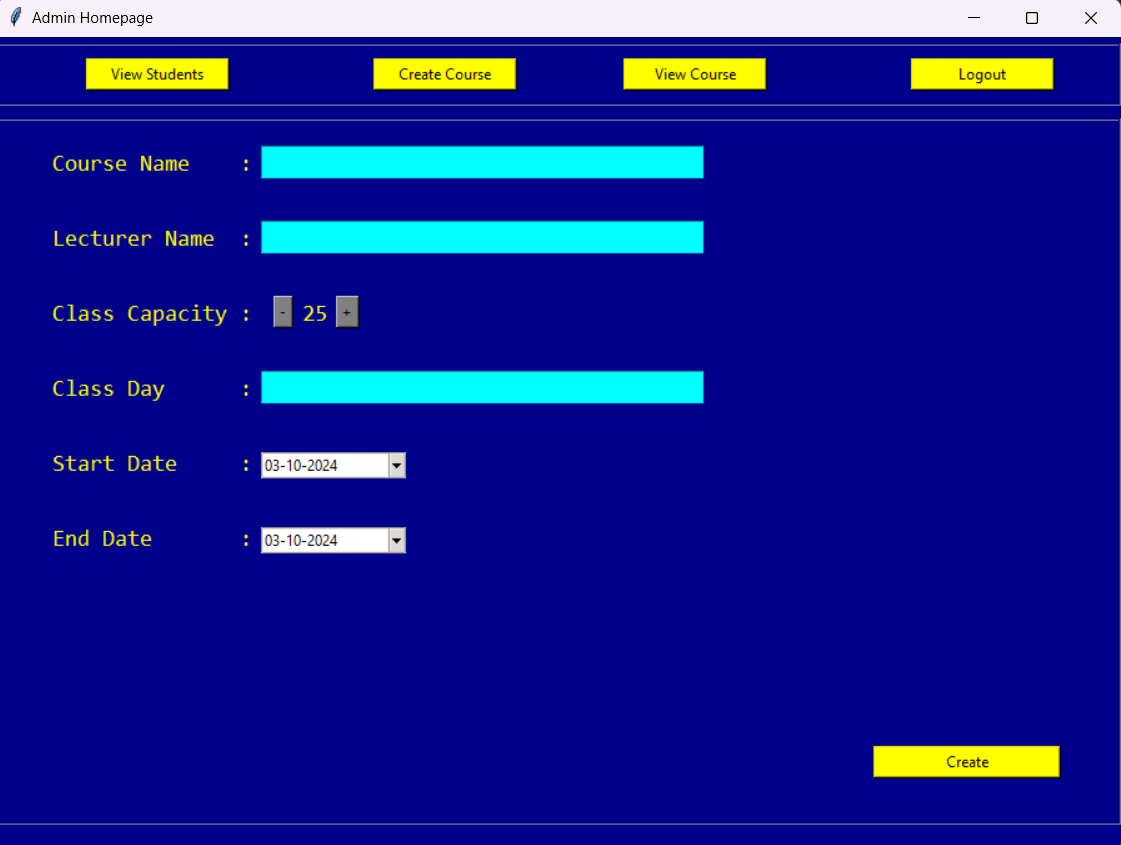 Admin Homepage
View Students Create Course View Course Logout
Course Name :
Lecturer Name :
Class Capacity : - 25 +
Class Day :
Start Date : 03-10-2024
End Date : 03-10-2024
Create